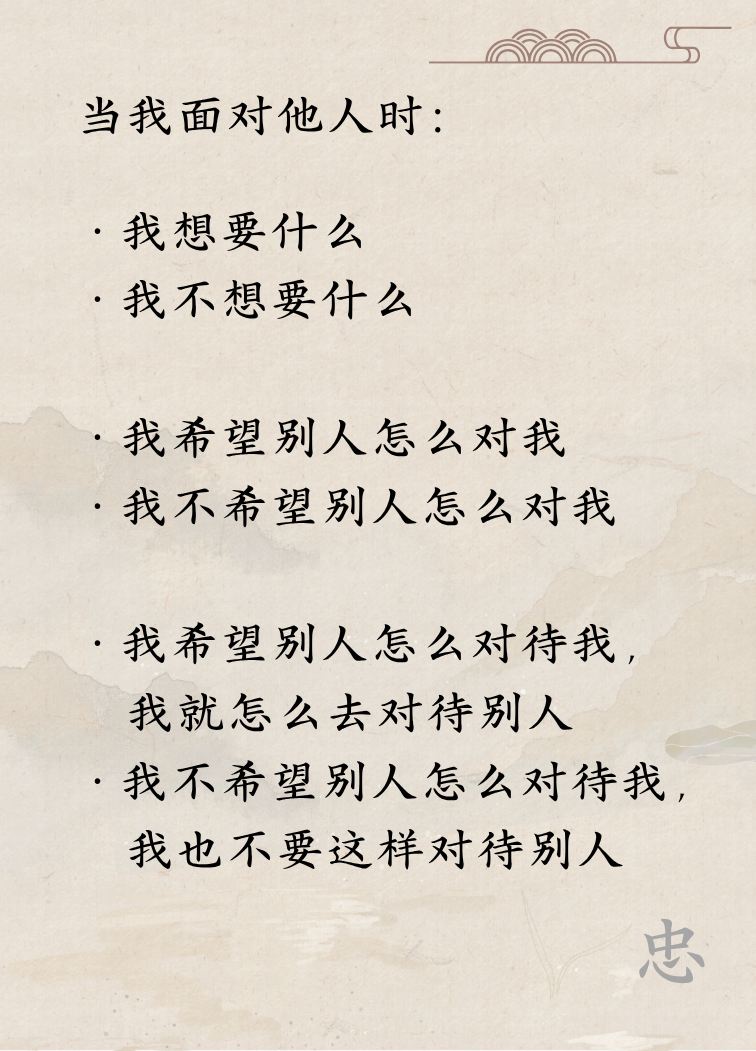 当我面对他人时：
· 我想要什么
· 我不想要什么
· 我希望别人怎么对我
· 我不希望别人怎么对我
· 我希望别人怎么对待我，
我就怎么去对待别人
· 我不希望别人怎么对待我，
我也不要这样对待别人
忠